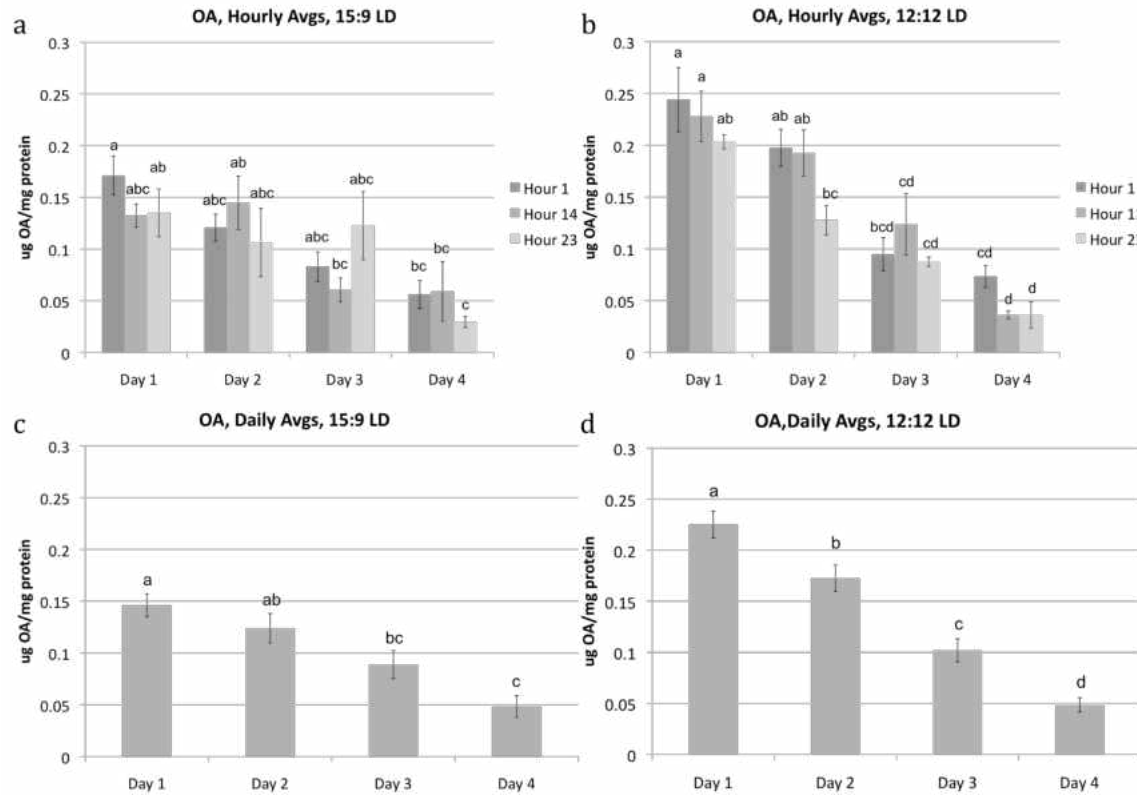 a
OA, Hourly Avgs, 15:9 LD
ug OA/mg protein
0.3
0.25
0.2
0.15
0.1
0.05
0
a
abc
ab
abc
ab
abc
abc
bc
abc
bc
bc
c
Day 1
Day 2
Day 3
Day 4
Hour 1
Hour 14
Hour 23
b
OA, Hourly Avgs, 12:12 LD
ug OA/mg protein
0.3
0.25
0.2
0.15
0.1
0.05
0
a
a
ab
ab
ab
bc
bcd
cd
cd
cd
d
d
Day 1
Day 2
Day 3
Day 4
Hour 1
Hour 1
Hour 2
c
OA, Daily Avgs, 15:9 LD
ug OA/mg protein
0.3
0.25
0.2
0.15
0.1
0.05
0
a
ab
bc
c
Day 1
Day 2
Day 3
Day 4
d
OA,Daily Avgs, 12:12 LD
ug OA/mg protein
0.3
0.25
0.2
0.15
0.1
0.05
0
a
b
c
d
Day 1
Day 2
Day 3
Day 4